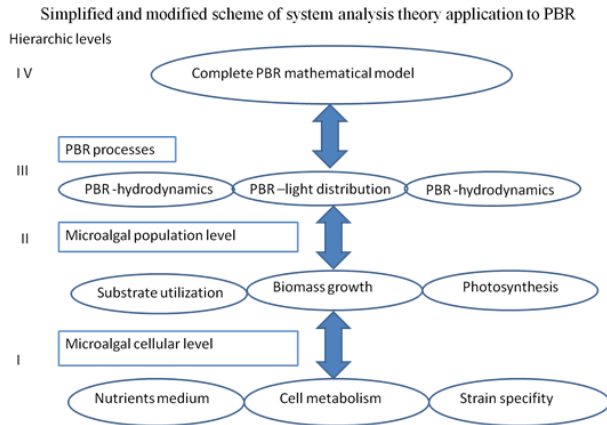 Simplified and modified scheme of system analysis theory application to PBR
Hierarchic levels
I V
Complete PBR mathematical model
PBR processes
III
PBR -hydrodynamics
PBR –light distribution
PBR -hydrodynamics
II
Microalgal population level
Substrate utilization
Biomass growth
Photosynthesis
Microalgal cellular level
I
Nutrients medium
Cell metabolism
Strain specifity